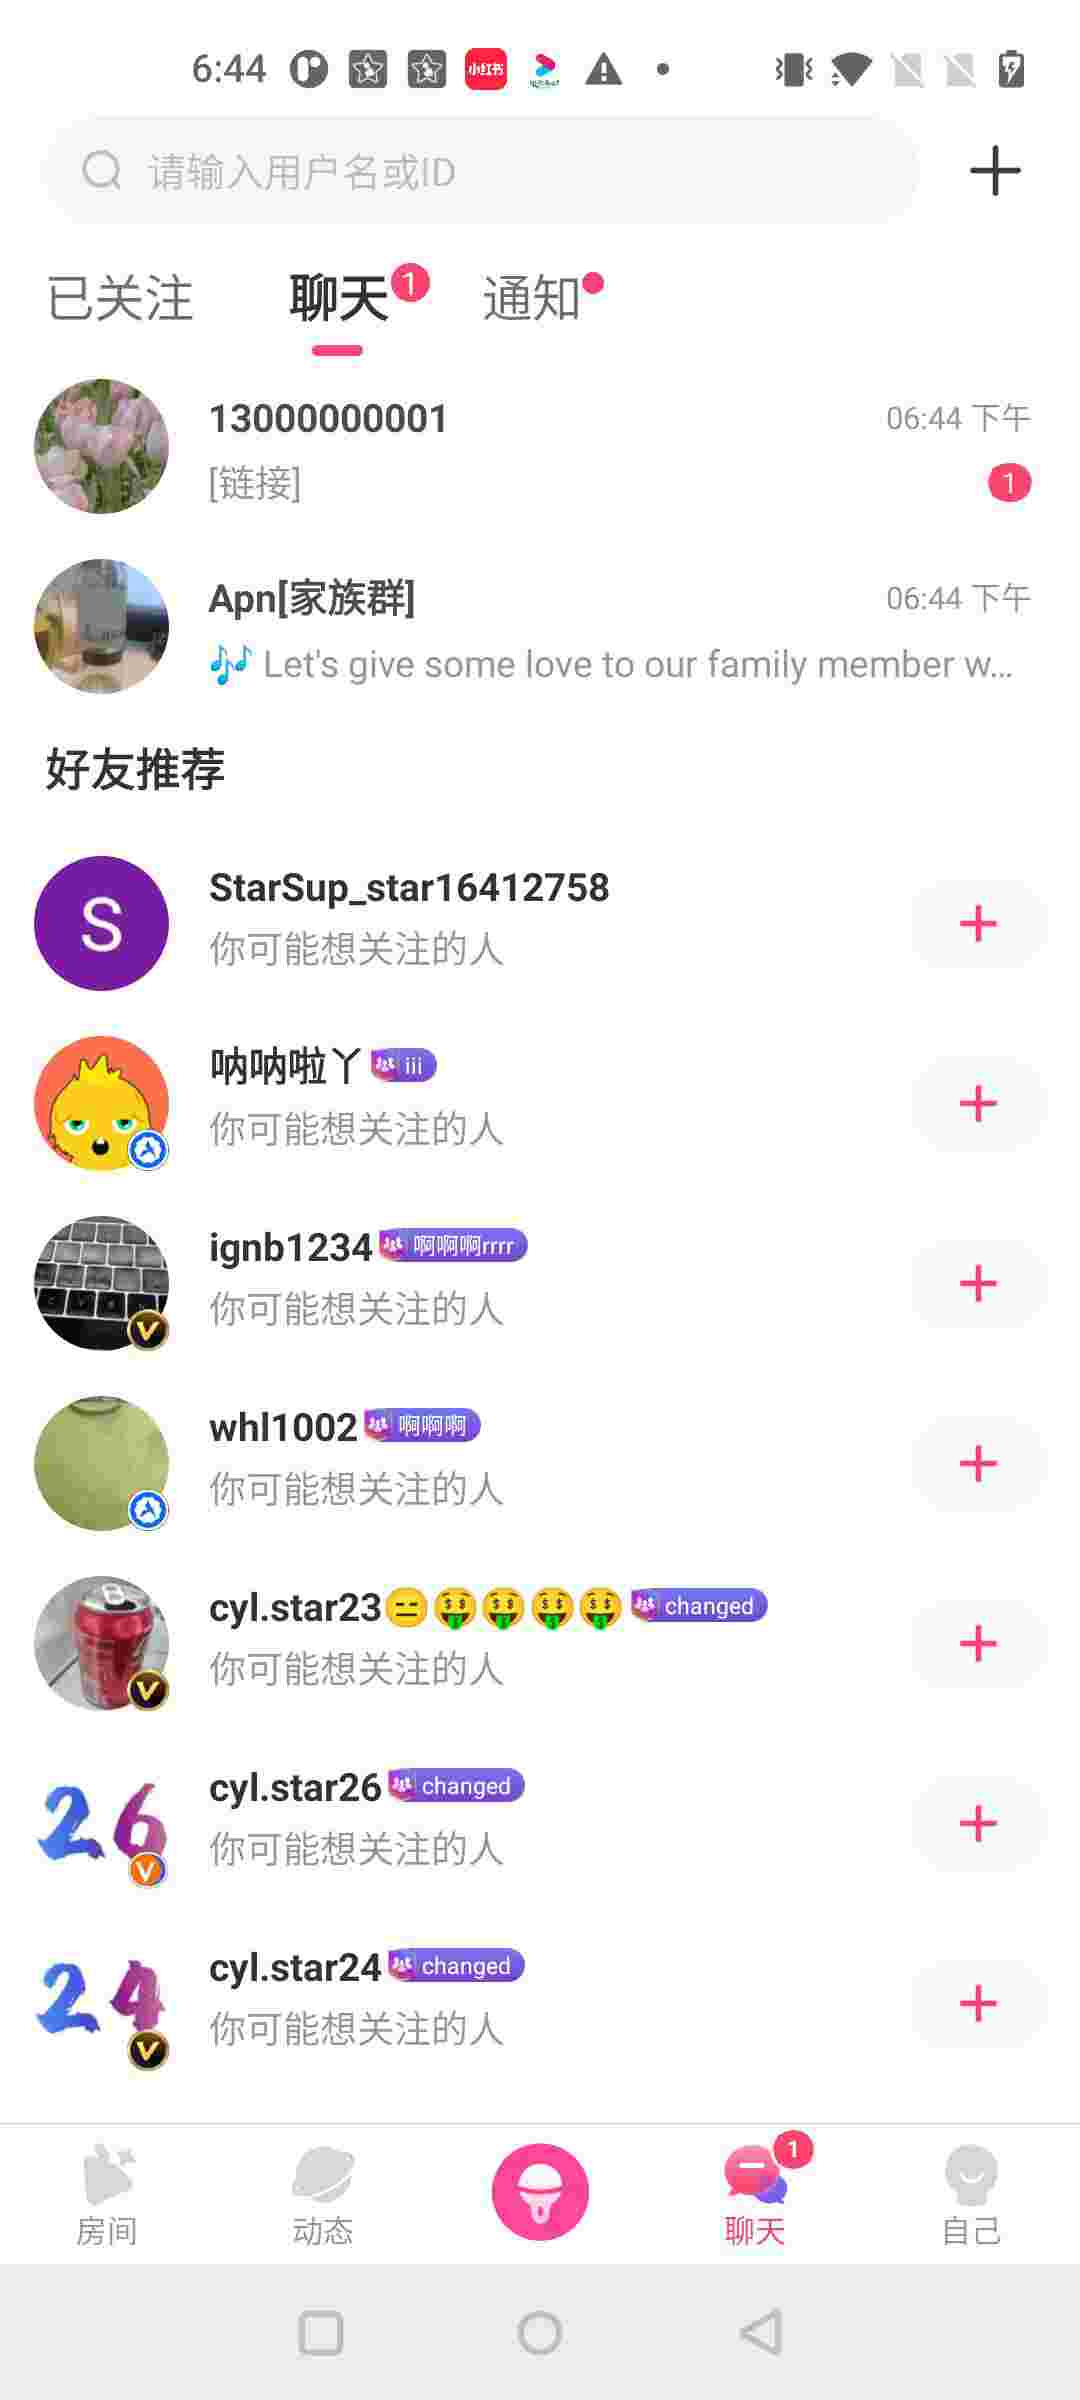 6:44
小红书
请输入用户名或ID
已关注
聊天 1
通知
13000000001
06:44 下午
[链接]
1
Apn[家族群]
06:44 下午
🎶 Let's give some love to our family member w...
好友推荐
S
StarSup_star16412758
你可能想关注的人
呐呐啦丫 iii
你可能想关注的人
ignb1234 啊啊啊rrrr
你可能想关注的人
whl1002 啊啊啊
你可能想关注的人
cyl.star23😑🤑🤑🤑🤑 changed
你可能想关注的人
26
cyl.star26 changed
你可能想关注的人
24
cyl.star24 changed
你可能想关注的人
1
房间
动态
聊天
自己